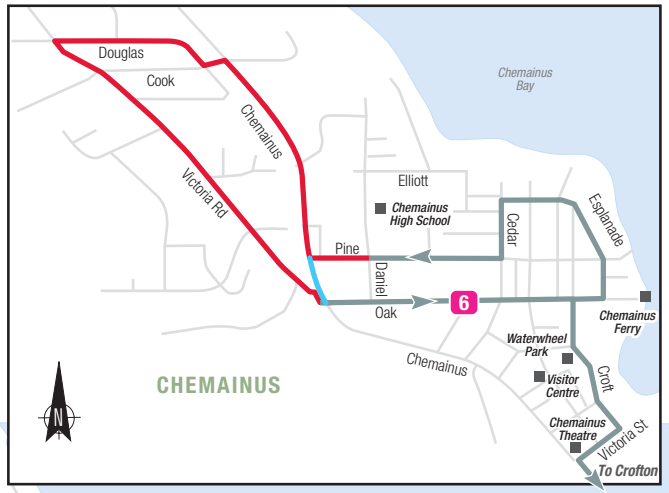 Douglas
Cook
Chemainus
Bay
Chemainus
Victoria Rd
Elliott
Chemainus
High School
Cedar
Esplanade
Pine
Daniel
Oak
6
Chemainus
Ferry
Waterwheel
Park
Chemainus
Visitor
Centre
Croft
CHEMAINUS
N
Chemainus
Theatre
Victoria St
To Crofton